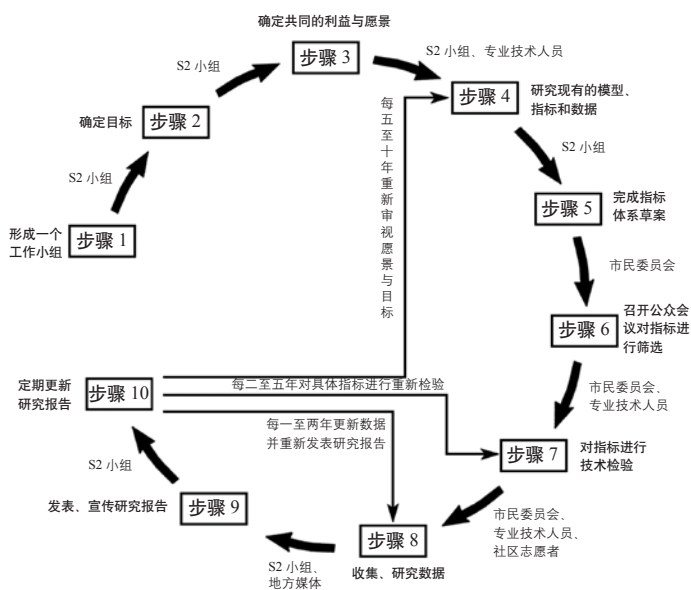 确定共同的利益与愿景
步骤 3
S2 小组
S2 小组、专业技术人员
步骤 4
研究现有的模型、
指标和数据
确定目标
步骤 2
S2 小组
S2 小组
步骤 5
完成指标
体系草案
形成一个
工作小组
步骤 1
每五至十年重新审视愿景与目标
市民委员会
步骤 6
召开公众会
议对指标进
行筛选
定期更新
研究报告
步骤 10
每二至五年对具体指标进行重新检验
市民委员会、
专业技术人员
每一至两年更新数据
并重新发表研究报告
步骤 7
对指标进行
技术检验
S2 小组
发表、宣传研究报告
步骤 9
市民委员会、
专业技术人员、
社区志愿者
步骤 8
收集、研究数据
S2 小组、
地方媒体